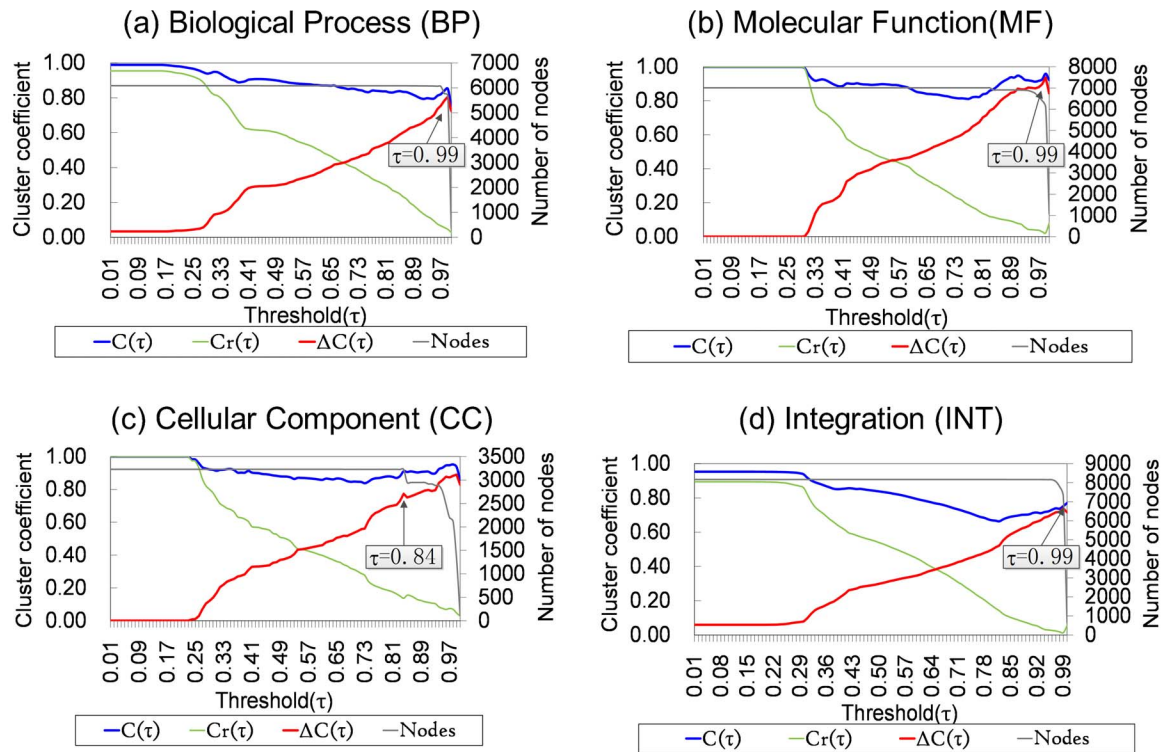 (a) Biological Process (BP)
Cluster coefficient
1.00
0.80
0.60
0.40
0.20
0.00
7000
6000
5000
4000
3000
2000
1000
0
Number of nodes
τ=0.99
0.01 0.09 0.17 0.25 0.33 0.41 0.49 0.57 0.65 0.73 0.81 0.89 0.97
Threshold(τ)
C(τ) Cr(τ) ΔC(τ) Nodes
(b) Molecular Function(MF)
Cluster coefficient
1.00
0.80
0.60
0.40
0.20
0.00
8000
7000
6000
5000
4000
3000
2000
1000
0
Number of nodes
τ=0.99
0.01 0.09 0.17 0.25 0.33 0.41 0.49 0.57 0.65 0.73 0.81 0.89 0.97
Threshold(τ)
C(τ) Cr(τ) ΔC(τ) Nodes
(c) Cellular Component (CC)
Cluster coefficient
1.00
0.80
0.60
0.40
0.20
0.00
3500
3000
2500
2000
1500
1000
500
0
Number of nodes
τ=0.84
0.01 0.09 0.17 0.25 0.33 0.41 0.49 0.57 0.65 0.73 0.81 0.89 0.97
Threshold(τ)
C(τ) Cr(τ) ΔC(τ) Nodes
(d) Integration (INT)
Cluster coefficient
1.00
0.80
0.60
0.40
0.20
0.00
9000
8000
7000
6000
5000
4000
3000
2000
1000
0
Number of nodes
τ=0.99
0.01 0.08 0.15 0.22 0.29 0.36 0.43 0.50 0.57 0.64 0.71 0.78 0.85 0.92 0.99
Threshold(τ)
C(τ) Cr(τ) ΔC(τ) Nodes